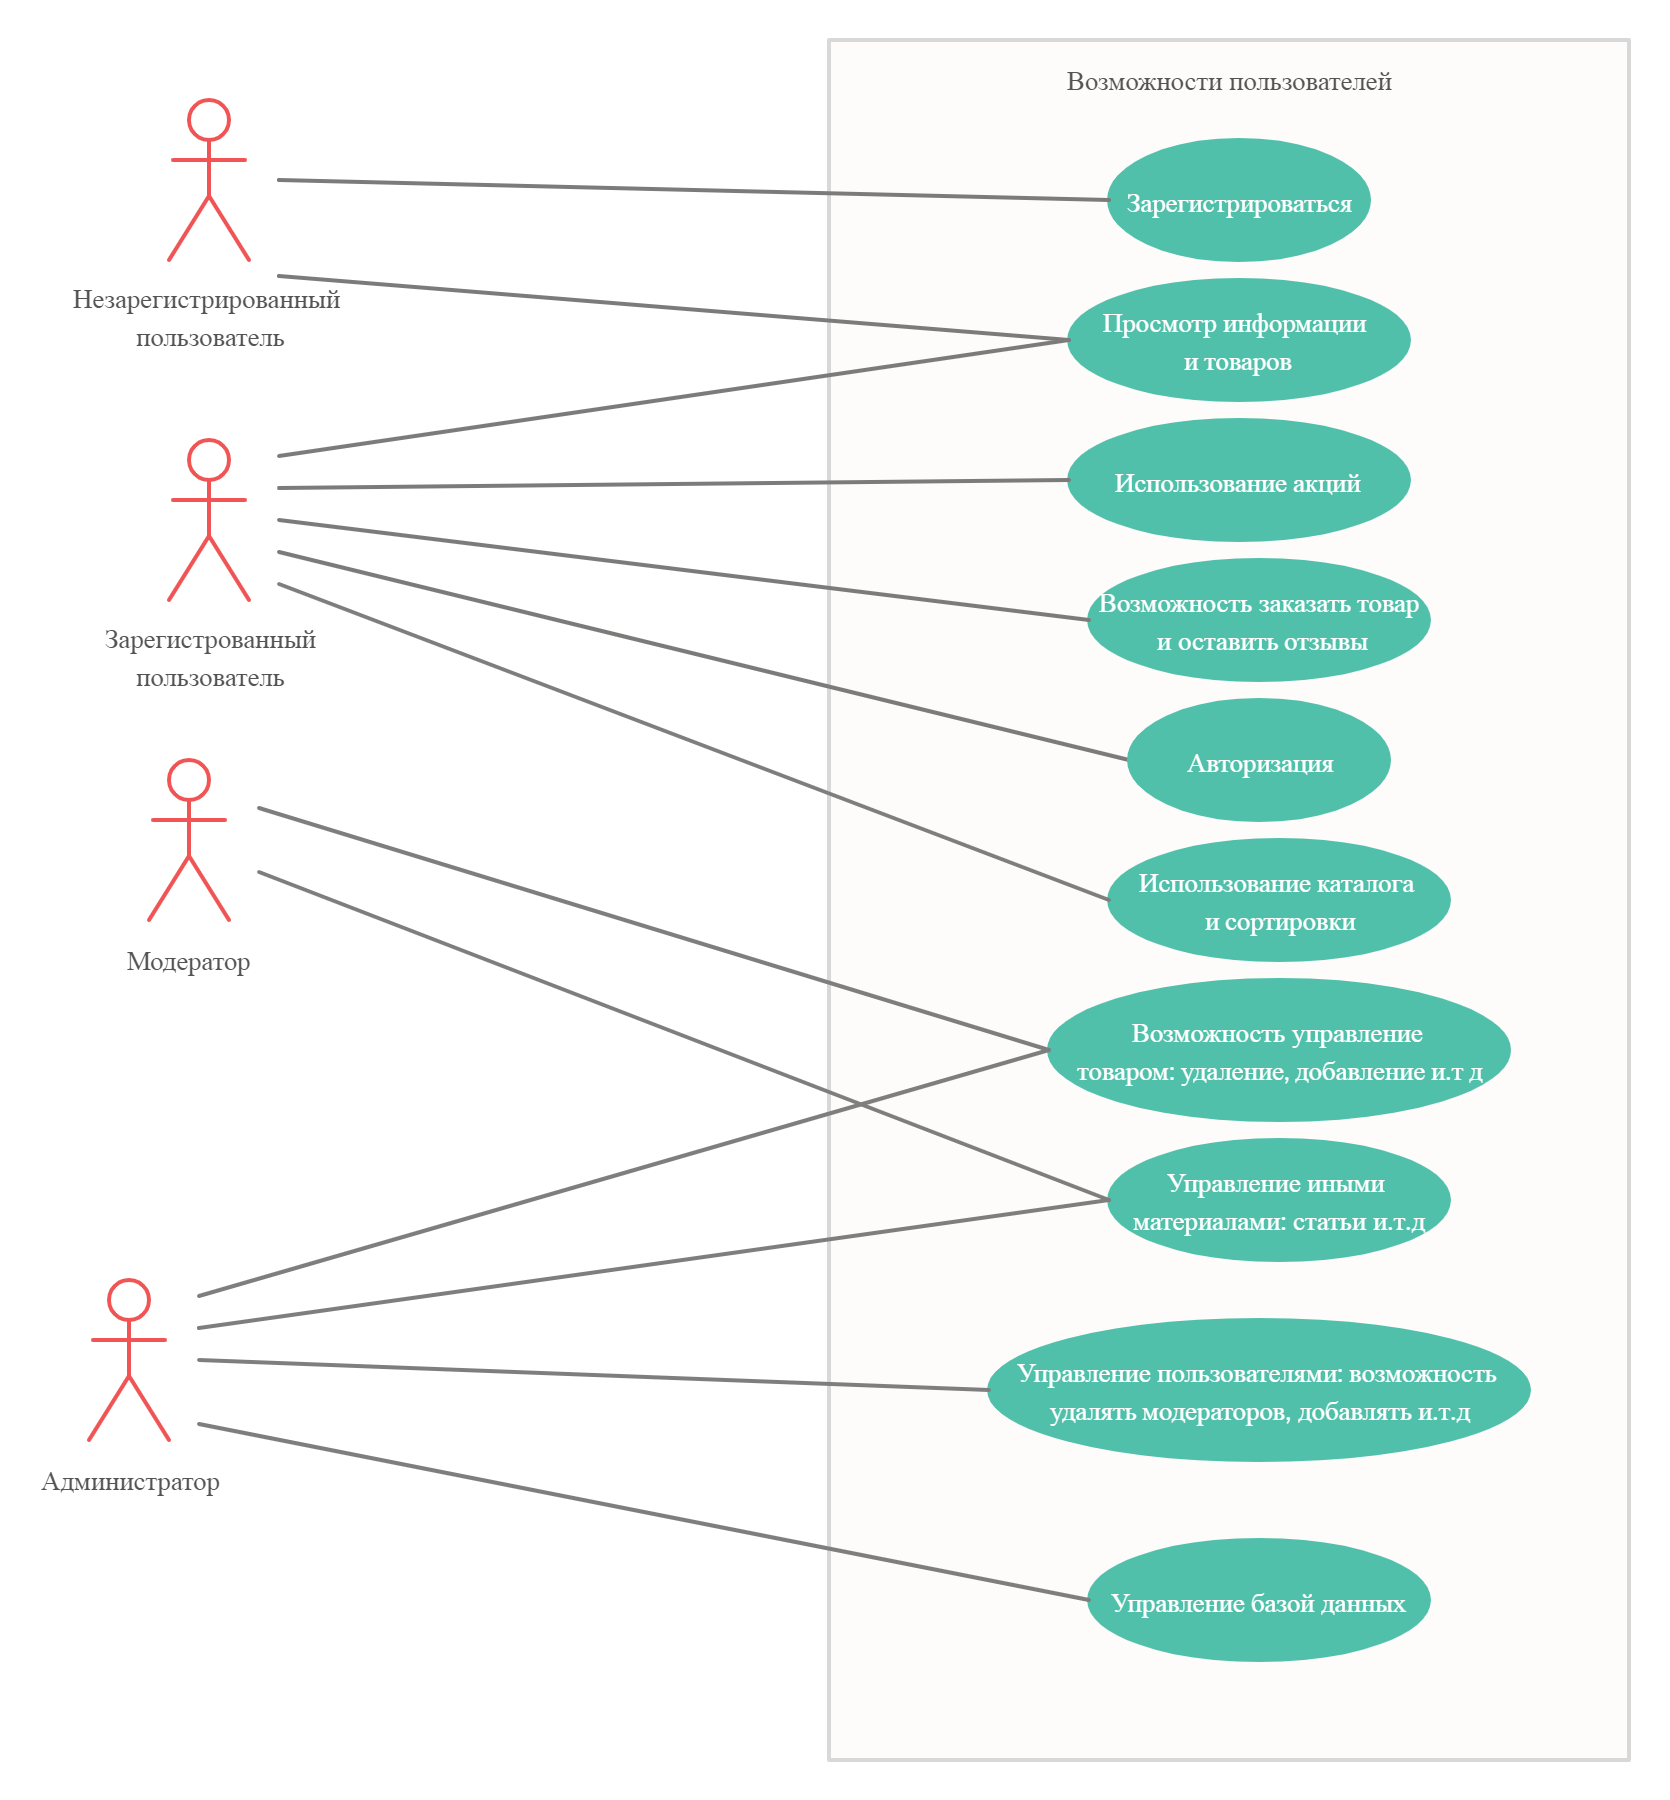 Возможности пользователей
Незарегистрированный
пользователь
Зарегистрованный
пользователь
Модератор
Администратор
Зарегистрироваться
Просмотр информации
и товаров
Использование акций
Возможность заказать товар
и оставить отзывы
Авторизация
Использование каталога
и сортировки
Возможность управление
товаром: удаление, добавление и.т д
Управление иными
материалами: статьи и.т.д
Управление пользователями: возможность
удалять модераторов, добавлять и.т.д
Управление базой данных